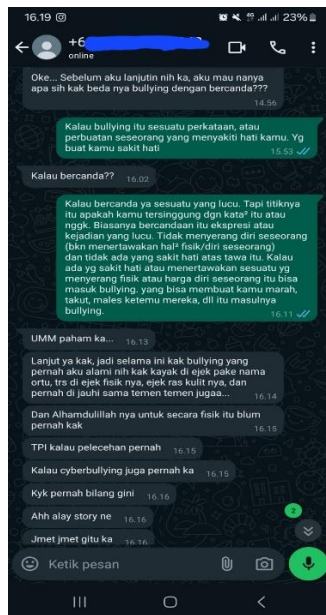 16.19
23%
+6
online
Oke... Sebelum aku lanjutin nih ka, aku mau nanya
apa sih kak beda nya bullying dengan bercanda???
14.56
Kalau bullying itu sesuatu perkataan, atau
perbuatan seseorang yang menyakiti hati kamu. Yg
buat kamu sakit hati
15.53
Kalau bercanda?? 16.02
Kalau bercanda ya sesuatu yang lucu. Tapi titiknya
itu apakah kamu tersinggung dgn kata² itu atau
nggk. Biasanya bercandaan itu ekspresi atau
kejadian yang lucu. Tidak menyerang diri seseorang
(bkn menertawakan hal² fisik/diri seseorang)
dan tidak ada yang sakit hati atas tawa itu. Kalau
ada yg sakit hati atau menertawakan sesuatu yg
menyerang fisik atau harga diri seseorang itu bisa
masuk bullying. yang bisa membuat kamu marah,
takut, males ketemu mereka, dll itu masulnya
bullying.
16.11
UMM paham ka... 16.13
Lanjut ya kak, jadi selama ini kak bullying yang
pernah aku alami nih kak kayak di ejek pake nama
ortu, trs di ejek fisik nya, ejek ras kulit nya, dan
pernah di jauhi sama temen temen jugaa...
16.14
Dan Alhamdulillah nya untuk secara fisik itu blum
pernah kak
16.15
TPI kalau pelecehan pernah 16.15
Kalau cyberbullying juga pernah ka 16.15
Kyk pernah bilang gini 16.16
2
Ahh alay story ne 16.16
Jmet jmet gitu ka 16.16
Ketik pesan